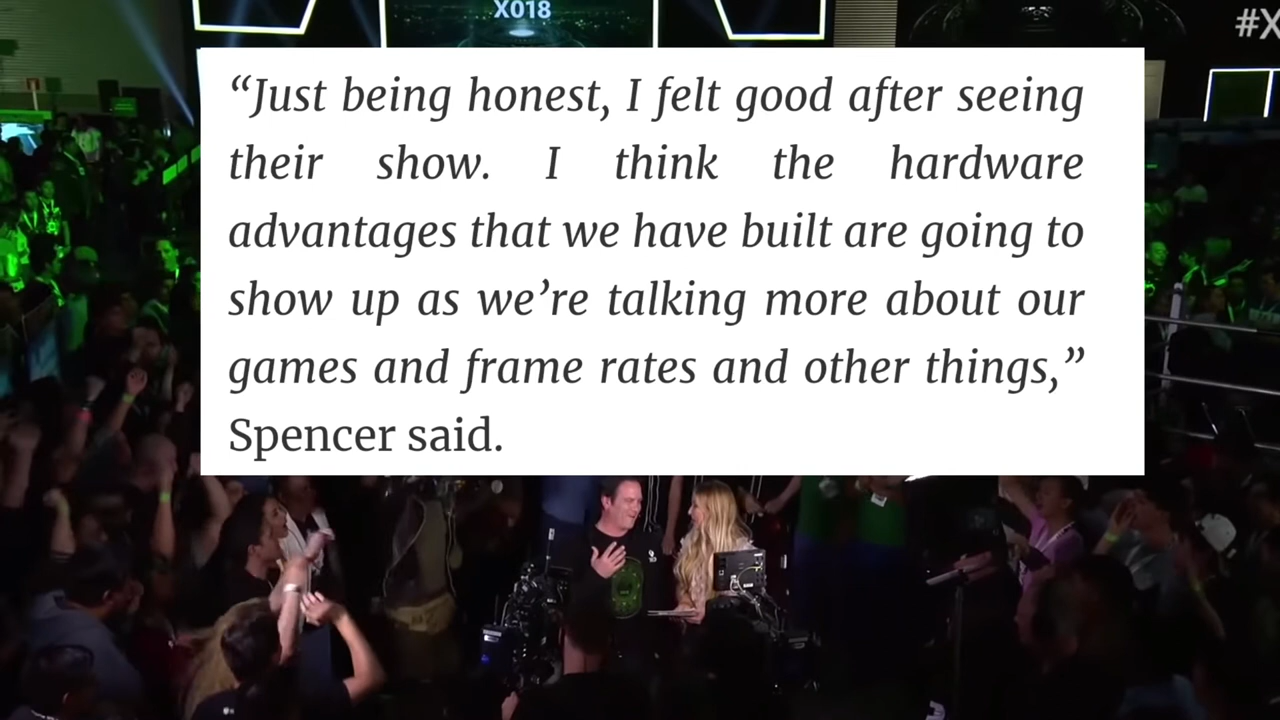 X018
#X
“Just being honest, I felt good after seeing
their show. I think the hardware
advantages that we have built are going to
show up as we’re talking more about our
games and frame rates and other things,”
Spencer said.